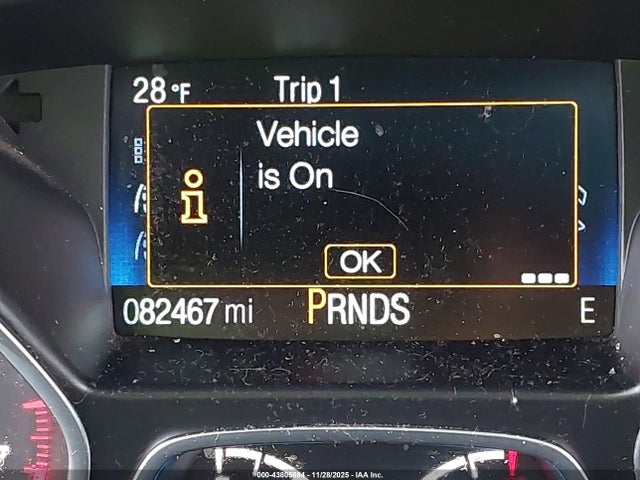 28 °F Trip 1
Vehicle
is On
i
OK
082467 mi PRNDS E
000-43805884 - 11/28/2025 - IAA Inc.